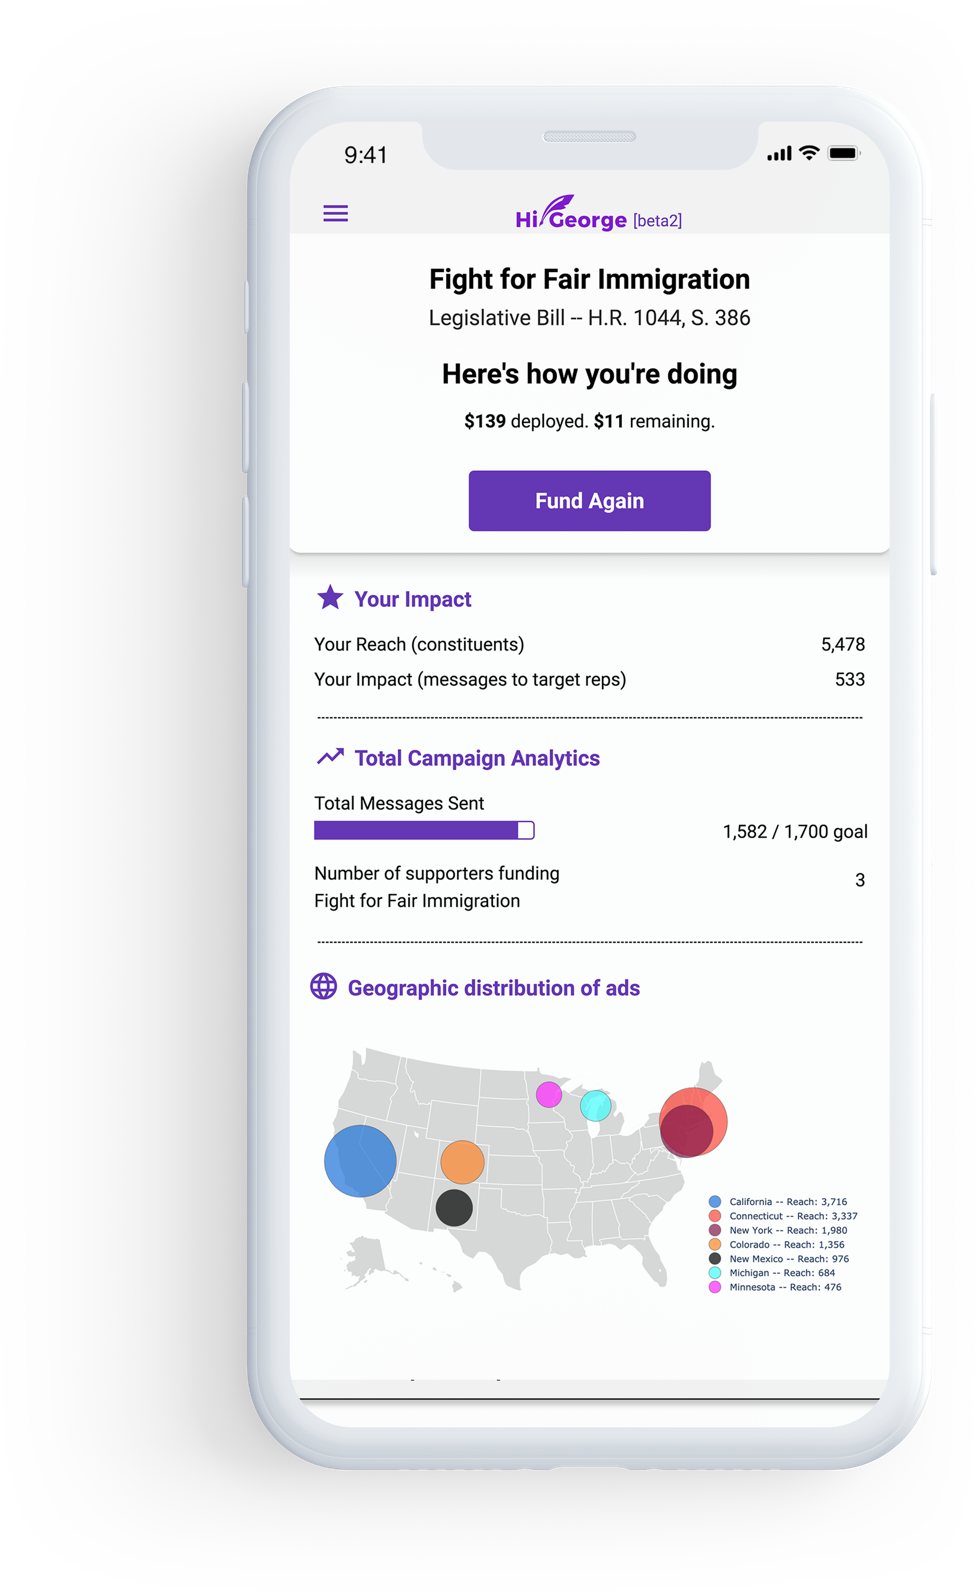 9:41
Hi George [beta2]
Fight for Fair Immigration
Legislative Bill -- H.R. 1044, S. 386
Here's how you're doing
$139 deployed. $11 remaining.
Fund Again
Your Impact
Your Reach (constituents) 5,478
Your Impact (messages to target reps) 533
Total Campaign Analytics
Total Messages Sent
1,582 / 1,700 goal
Number of supporters funding 3
Fight for Fair Immigration
Geographic distribution of ads
California -- Reach: 3,716
Connecticut -- Reach: 3,337
New York -- Reach: 1,980
Colorado -- Reach: 1,356
New Mexico -- Reach: 976
Michigan -- Reach: 684
Minnesota -- Reach: 476